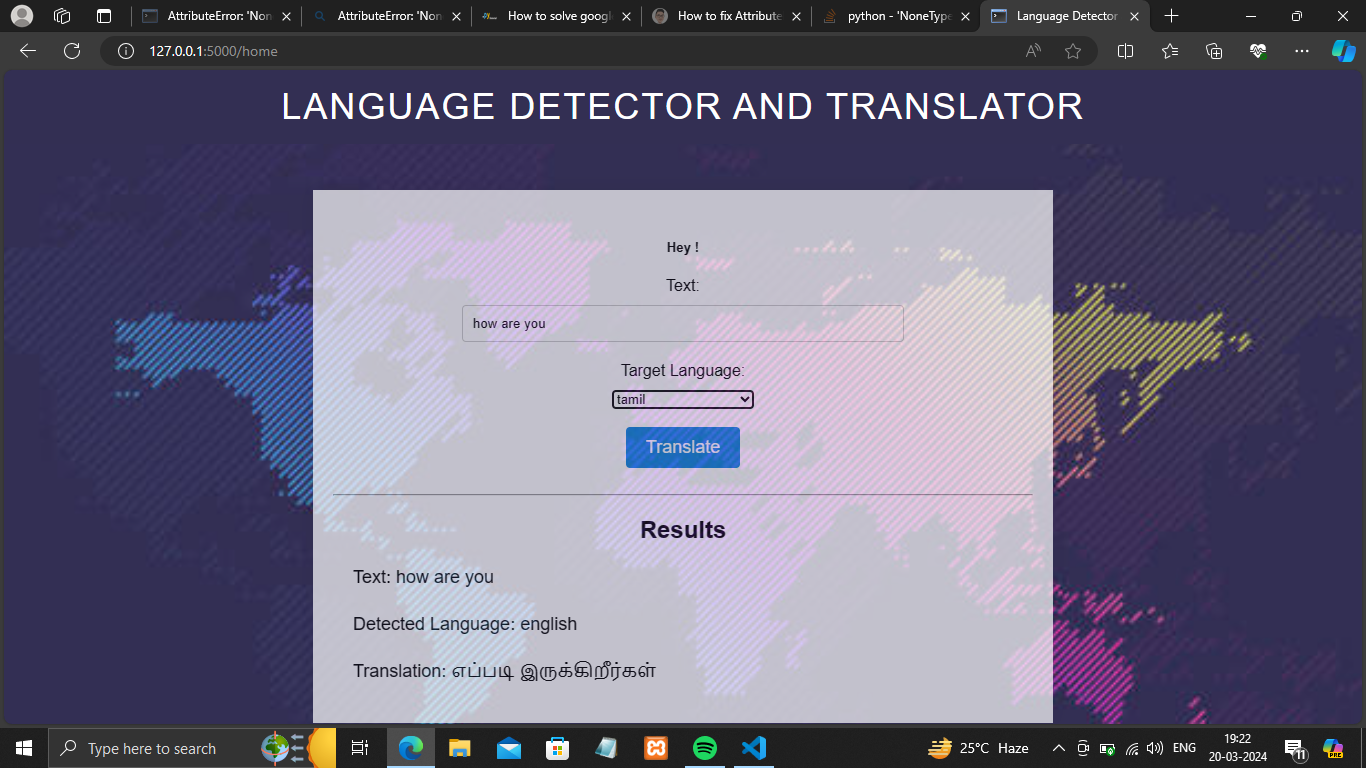 AttributeError: 'Non
AttributeError: 'Non
How to solve googl
How to fix Attribute
python - 'NoneType
Language Detector
127.0.0.1:5000/home
LANGUAGE DETECTOR AND TRANSLATOR
Hey !
Text:
how are you
Target Language:
tamil
Translate
Results
Text: how are you
Detected Language: english
Translation: எப்படி இருக்கிறீர்கள்
Type here to search
25°C Haze
ENG
19:22
20-03-2024
11
PRE